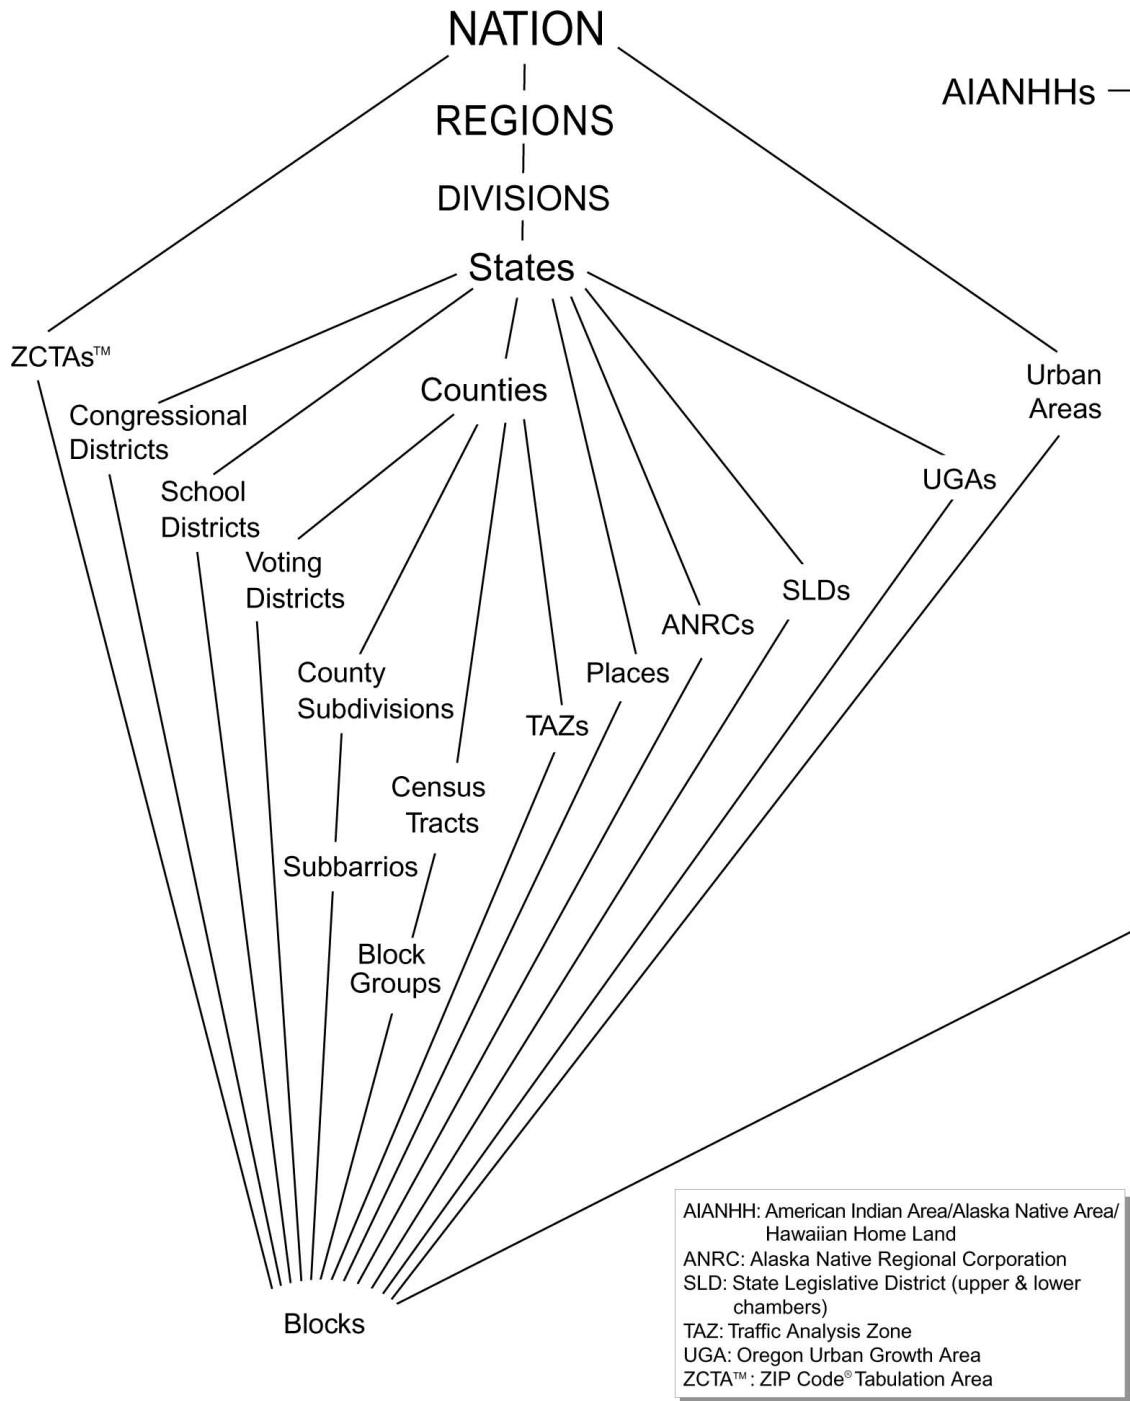 NATION
AIANHHs
REGIONS
DIVISIONS
States
ZCTAs™
Counties
Urban
Areas
Congressional
Districts
School
Districts
UGAs
Voting
Districts
SLDs
ANRCs
County
Subdivisions
Places
TAZs
Census
Tracts
Subbarrios
Block
Groups
Blocks
AIANHH: American Indian Area/Alaska Native Area/
Hawaiian Home Land
ANRC: Alaska Native Regional Corporation
SLD: State Legislative District (upper & lower
chambers)
TAZ: Traffic Analysis Zone
UGA: Oregon Urban Growth Area
ZCTA™: ZIP Code® Tabulation Area